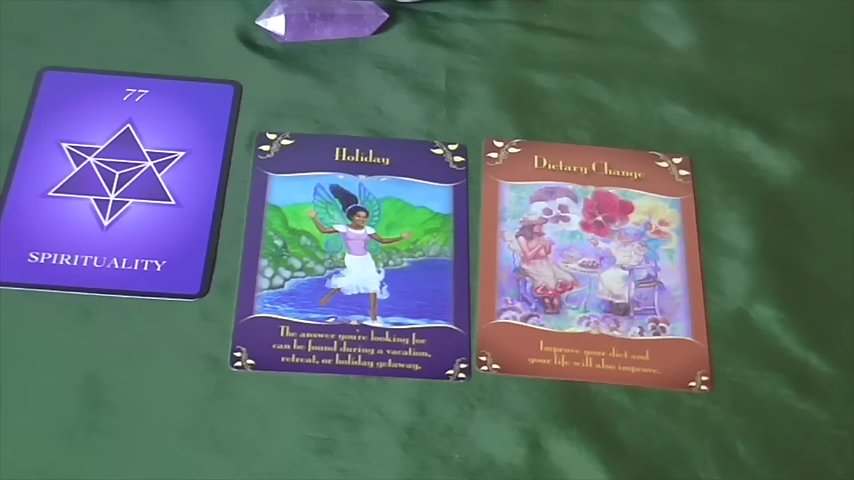 77
SPIRITUALITY
Holiday
The answer you're looking for
can be found during a vacation,
retreat, or holiday getaway.
Dietary Change
Improve your diet and
your life will also improve.